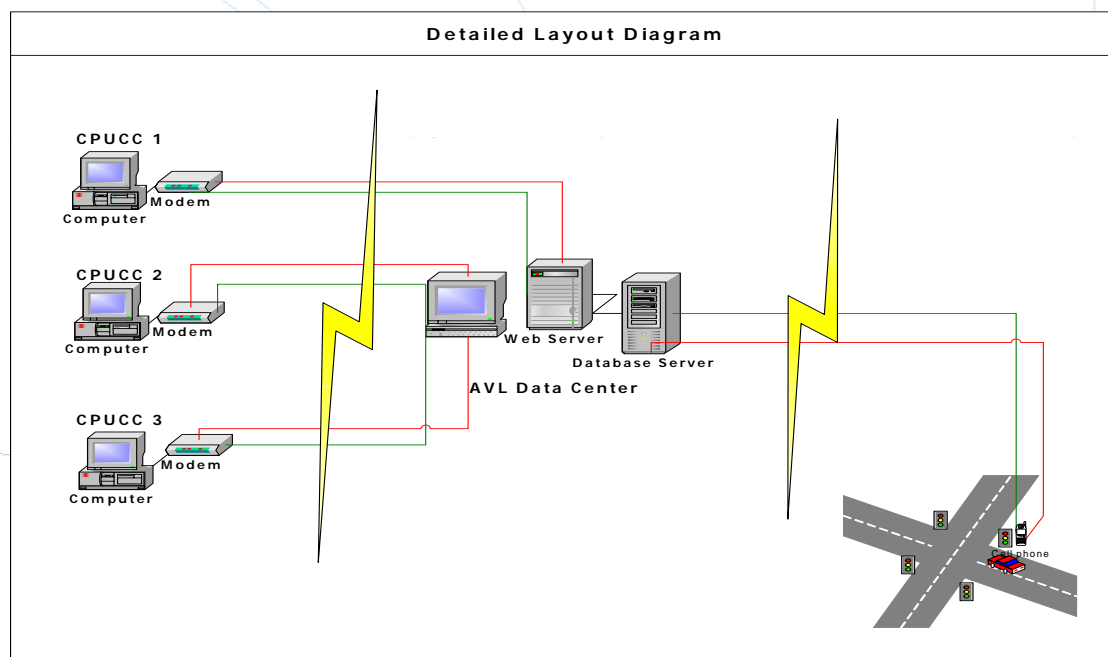 Detailed Layout Diagram
CPUCC 1
Modem
Computer
CPUCC 2
Modem
Computer
Web Server
Database Server
AVL Data Center
CPUCC 3
Modem
Computer
Cell phone